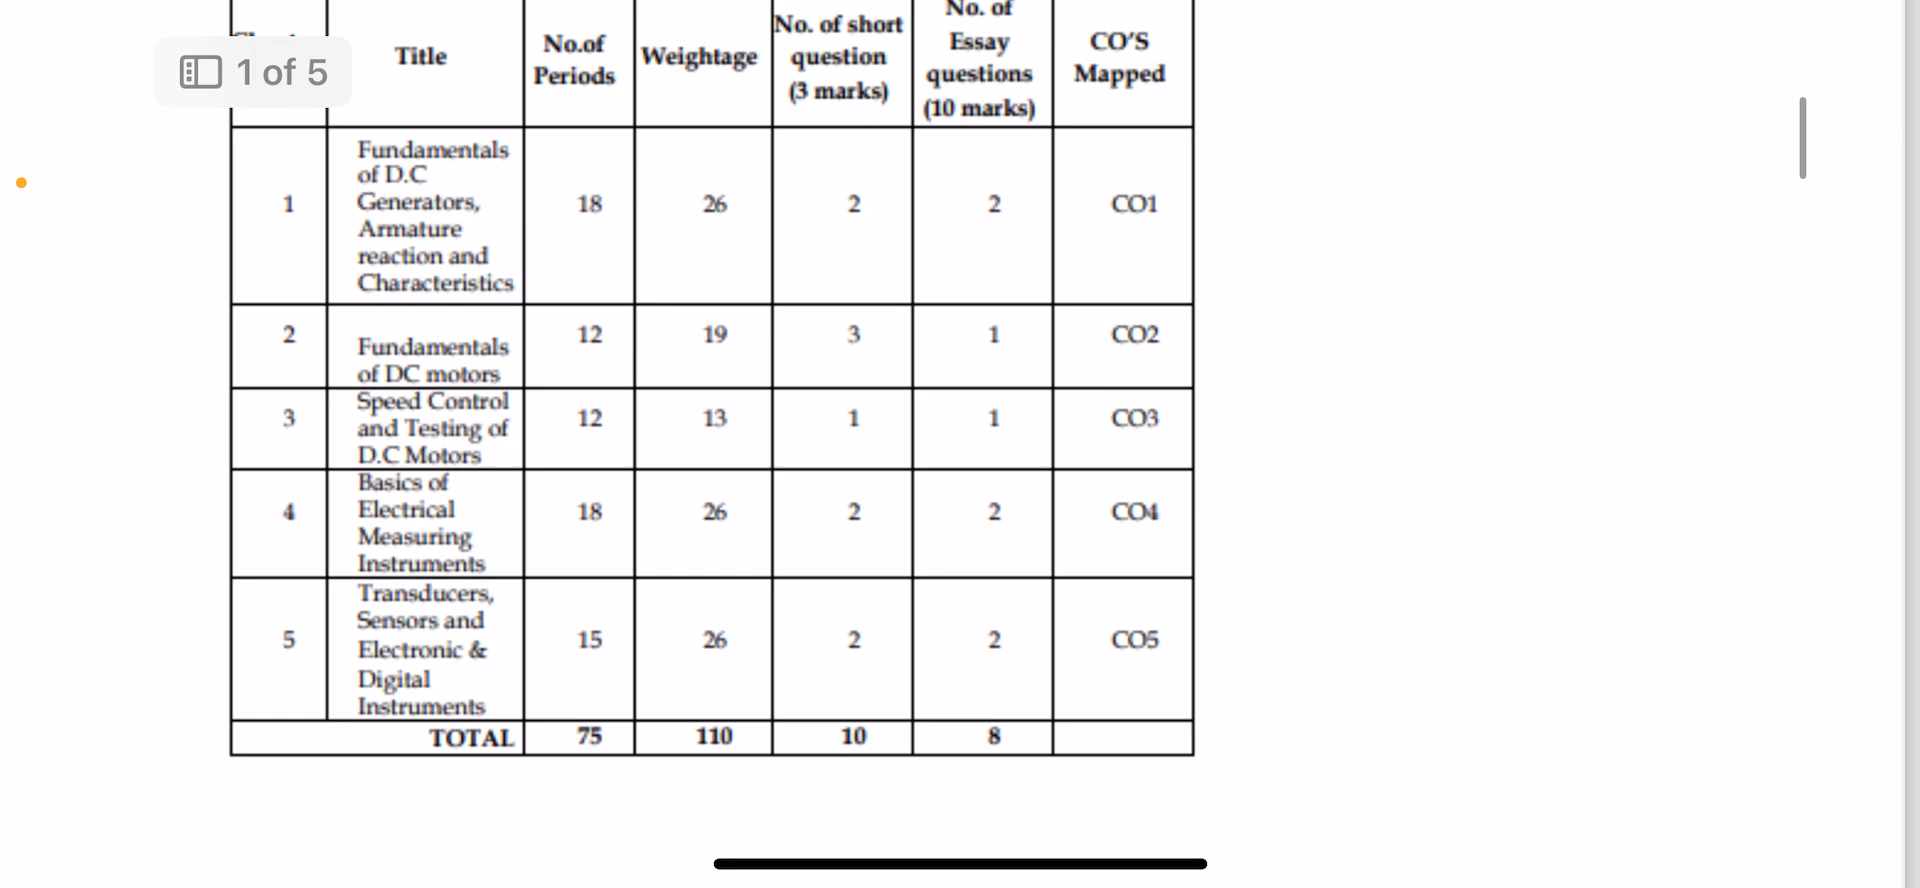 1 of 5
Title
No.of
Periods
Weightage
No. of short
question
(3 marks)
No. of
Essay
questions
(10 marks)
CO'S
Mapped
1
Fundamentals
of D.C
Generators,
Armature
reaction and
Characteristics
18
26
2
2
CO1
2
Fundamentals
of DC motors
12
19
3
1
CO2
3
Speed Control
and Testing of
D.C Motors
12
13
1
1
CO3
4
Basics of
Electrical
Measuring
Instruments
18
26
2
2
CO4
5
Transducers,
Sensors and
Electronic &
Digital
Instruments
15
26
2
2
CO5
TOTAL
75
110
10
8